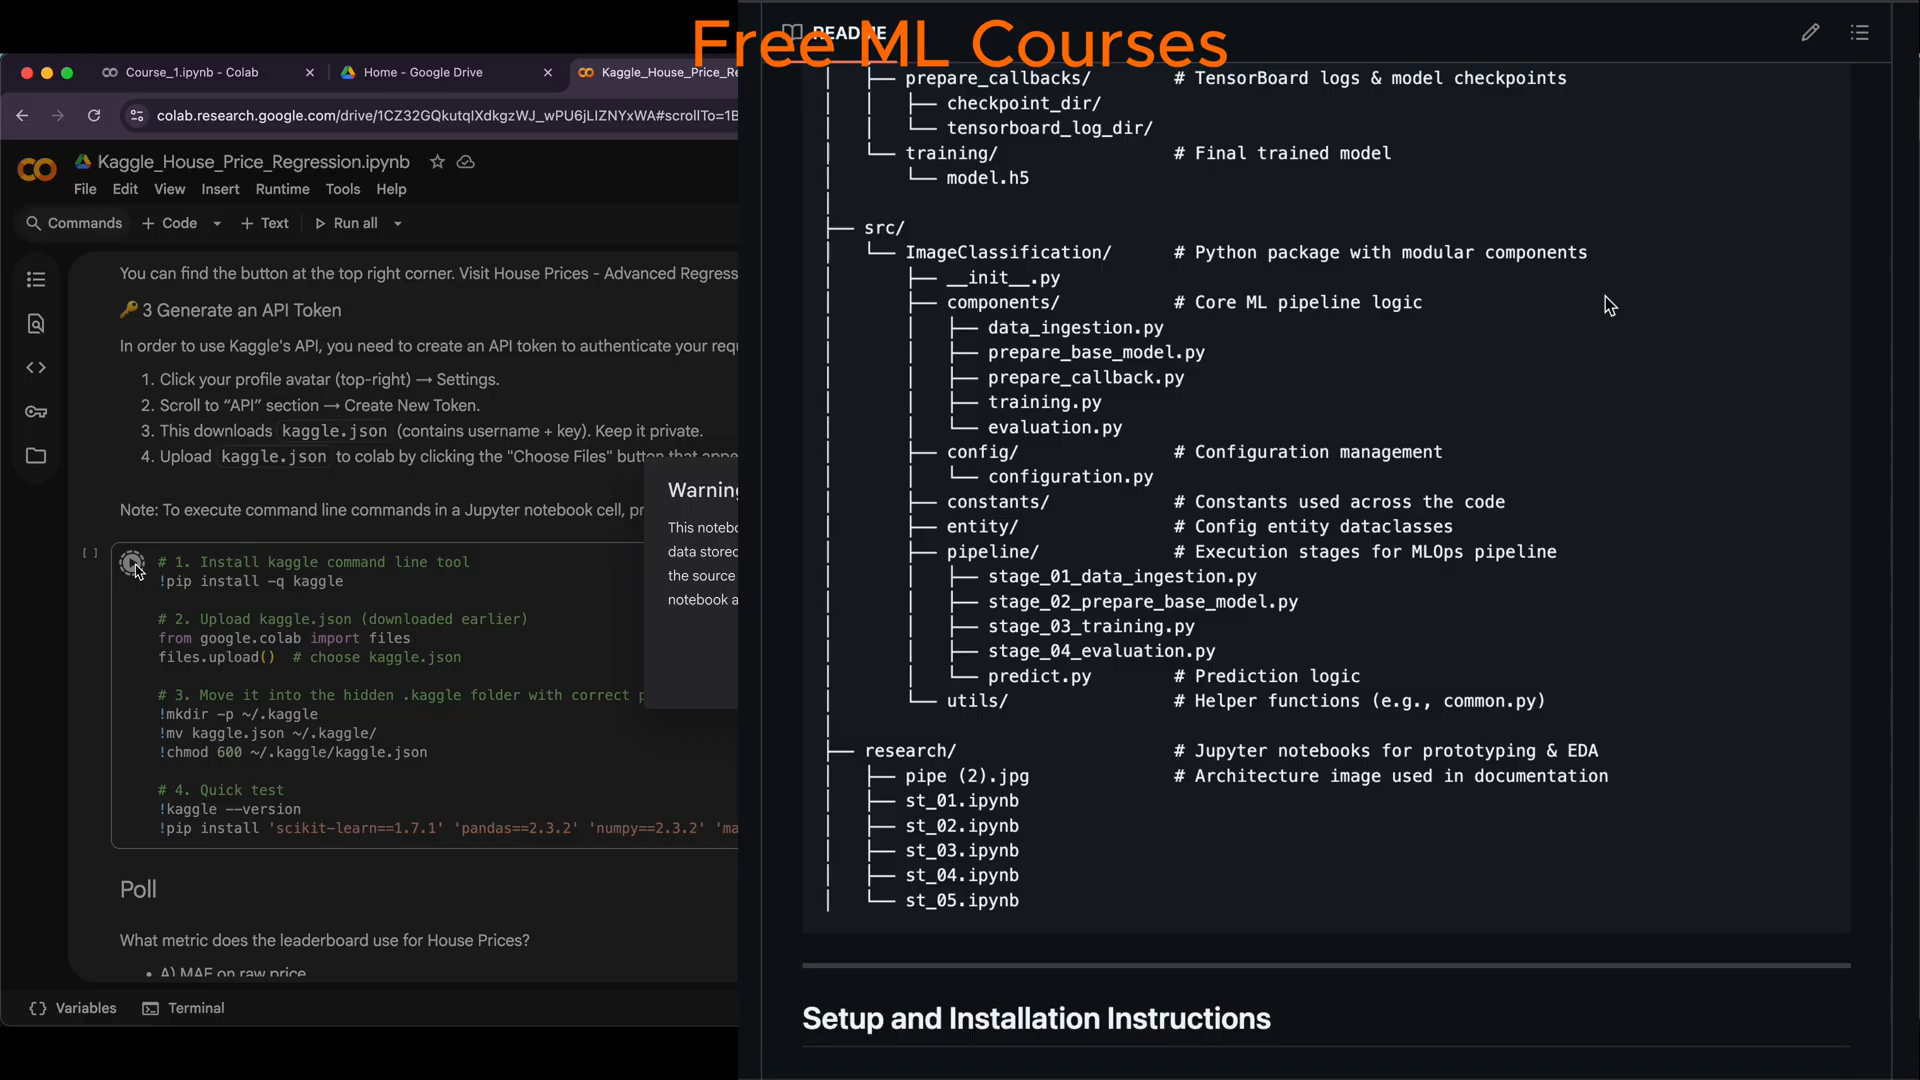 Free ML Courses
Course_1.ipynb - Colab
Home - Google Drive
Kaggle_House_Price_Re
colab.research.google.com/drive/1CZ32GQkutqIXdkgzWJ_wPU6jLIZNYxWA#scrollTo=1B
Kaggle_House_Price_Regression.ipynb
File Edit View Insert Runtime Tools Help
Commands + Code + Text Run all
You can find the button at the top right corner. Visit House Prices - Advanced Regress
🔑 3 Generate an API Token
In order to use Kaggle's API, you need to create an API token to authenticate your req
1. Click your profile avatar (top-right) → Settings.
2. Scroll to “API” section → Create New Token.
3. This downloads kaggle.json (contains username + key). Keep it private.
4. Upload kaggle.json to colab by clicking the "Choose Files" button that appe
Note: To execute command line commands in a Jupyter notebook cell, pr
[ ]
# 1. Install kaggle command line tool
!pip install -q kaggle
# 2. Upload kaggle.json (downloaded earlier)
from google.colab import files
files.upload() # choose kaggle.json
# 3. Move it into the hidden .kaggle folder with correct p
!mkdir -p ~/.kaggle
!mv kaggle.json ~/.kaggle/
!chmod 600 ~/.kaggle/kaggle.json
# 4. Quick test
!kaggle --version
!pip install 'scikit-learn==1.7.1' 'pandas==2.3.2' 'numpy==2.3.2' 'ma
Poll
What metric does the leaderboard use for House Prices?
• A) MAE on raw price
Variables Terminal
Warning
This notebo
data stored
the source
notebook a
README
├── prepare_callbacks/ # TensorBoard logs & model checkpoints
│ ├── checkpoint_dir/
│ └── tensorboard_log_dir/
└── training/ # Final trained model
└── model.h5
├── src/
│ └── ImageClassification/ # Python package with modular components
│ ├── __init__.py
│ ├── components/ # Core ML pipeline logic
│ │ ├── data_ingestion.py
│ │ ├── prepare_base_model.py
│ │ ├── prepare_callback.py
│ │ ├── training.py
│ │ └── evaluation.py
│ ├── config/ # Configuration management
│ │ └── configuration.py
│ ├── constants/ # Constants used across the code
│ ├── entity/ # Config entity dataclasses
│ ├── pipeline/ # Execution stages for MLOps pipeline
│ │ ├── stage_01_data_ingestion.py
│ │ ├── stage_02_prepare_base_model.py
│ │ ├── stage_03_training.py
│ │ ├── stage_04_evaluation.py
│ │ └── predict.py # Prediction logic
│ └── utils/ # Helper functions (e.g., common.py)
├── research/ # Jupyter notebooks for prototyping & EDA
│ ├── pipe (2).jpg # Architecture image used in documentation
│ ├── st_01.ipynb
│ ├── st_02.ipynb
│ ├── st_03.ipynb
│ ├── st_04.ipynb
│ └── st_05.ipynb
Setup and Installation Instructions